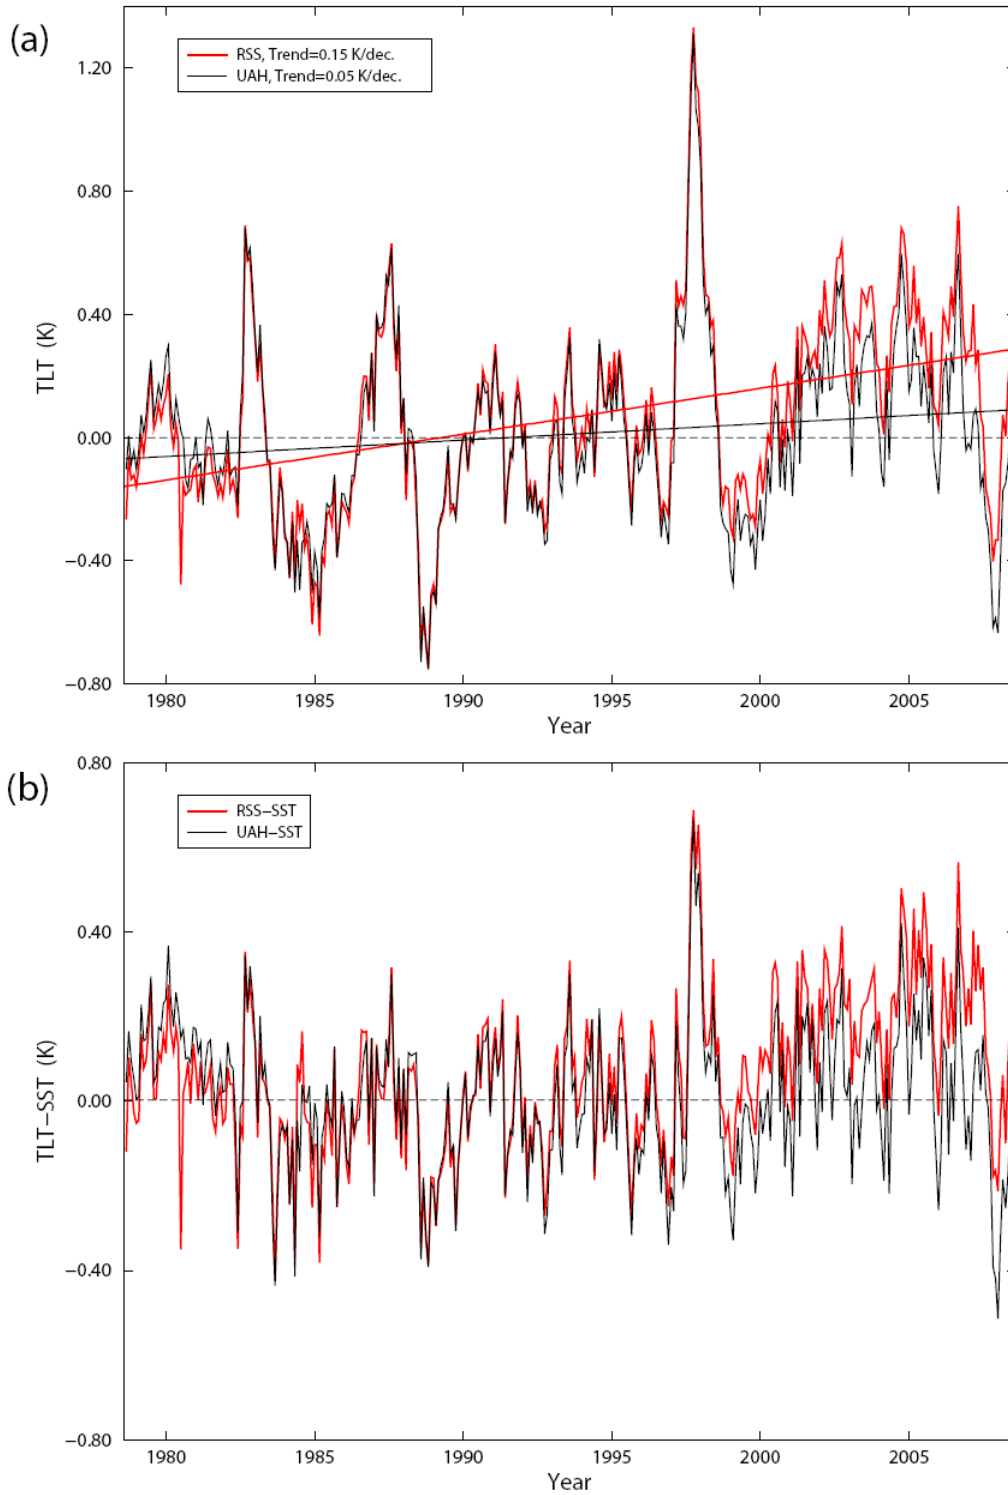 (a)
RSS, Trend=0.15 K/dec.
UAH, Trend=0.05 K/dec.
1.20
0.80
0.40
0.00
−0.40
−0.80
TLT (K)
1980 1985 1990 1995 2000 2005
Year
(b)
RSS−SST
UAH−SST
0.80
0.40
0.00
−0.40
−0.80
TLT−SST (K)
1980 1985 1990 1995 2000 2005
Year